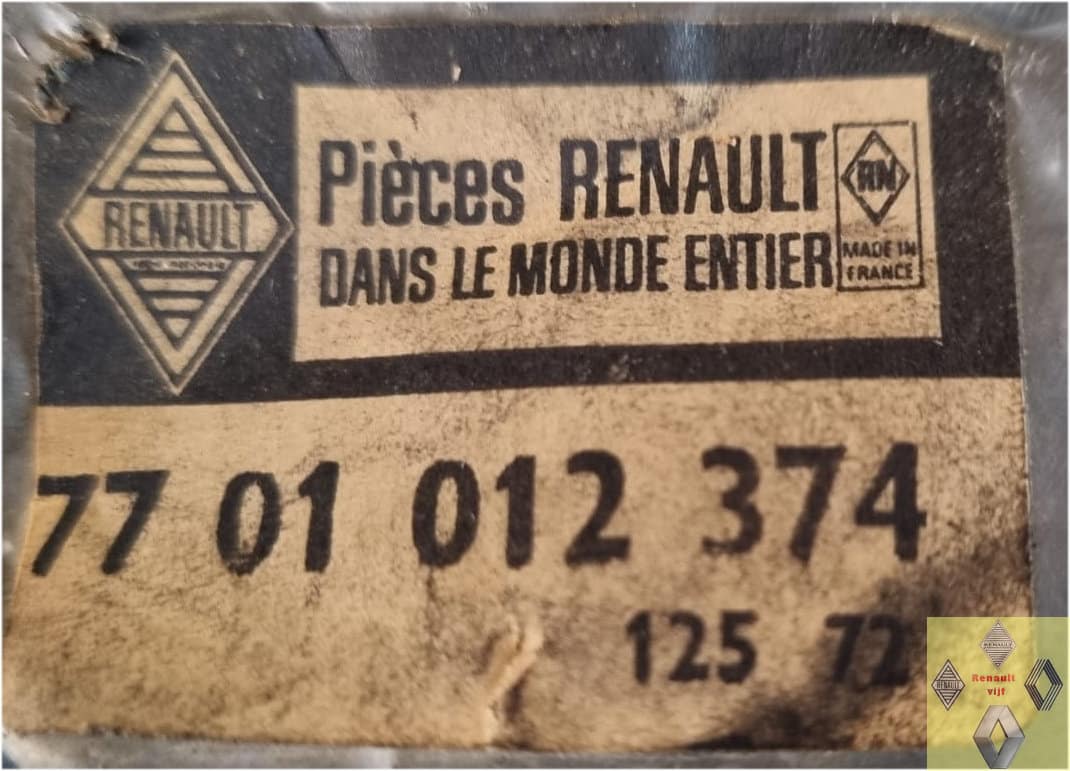 RENAULT
Pièces RENAULT
DANS LE MONDE ENTIER
RN
MADE IN
FRANCE
77 01 012 374
125 72
Renault
vijf